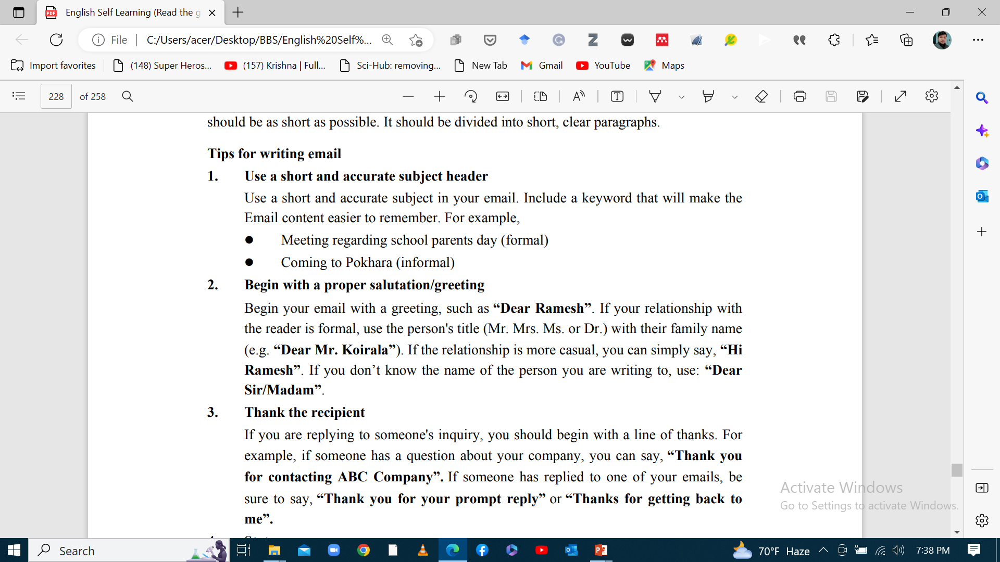 English Self Learning (Read the g
File
C:/Users/acer/Desktop/BBS/English%20Self%...
Import favorites
(148) Super Heros...
(157) Krishna | Full...
Sci-Hub: removing...
New Tab
Gmail
YouTube
Maps
228 of 258
should be as short as possible. It should be divided into short, clear paragraphs.
Tips for writing email
1. Use a short and accurate subject header
Use a short and accurate subject in your email. Include a keyword that will make the
Email content easier to remember. For example,
● Meeting regarding school parents day (formal)
● Coming to Pokhara (informal)
2. Begin with a proper salutation/greeting
Begin your email with a greeting, such as “Dear Ramesh”. If your relationship with
the reader is formal, use the person's title (Mr. Mrs. Ms. or Dr.) with their family name
(e.g. “Dear Mr. Koirala”). If the relationship is more casual, you can simply say, “Hi
Ramesh”. If you don’t know the name of the person you are writing to, use: “Dear
Sir/Madam”.
3. Thank the recipient
If you are replying to someone's inquiry, you should begin with a line of thanks. For
example, if someone has a question about your company, you can say, “Thank you
for contacting ABC Company”. If someone has replied to one of your emails, be
sure to say, “Thank you for your prompt reply” or “Thanks for getting back to
me”.
Activate Windows
Go to Settings to activate Windows.
Search
70°F Haze
7:38 PM